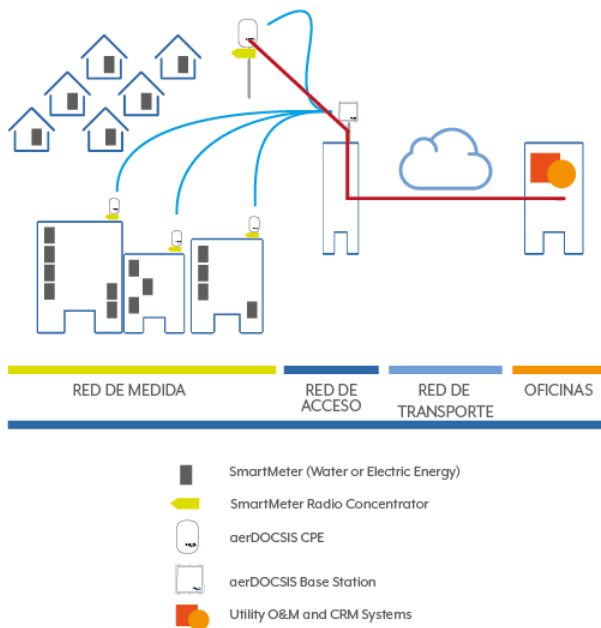 RED DE MEDIDA
RED DE
ACCESO
RED DE
TRANSPORTE
OFICINAS
SmartMeter (Water or Electric Energy)
SmartMeter Radio Concentrator
aerDOCSIS CPE
aerDOCSIS Base Station
Utility O&M and CRM Systems